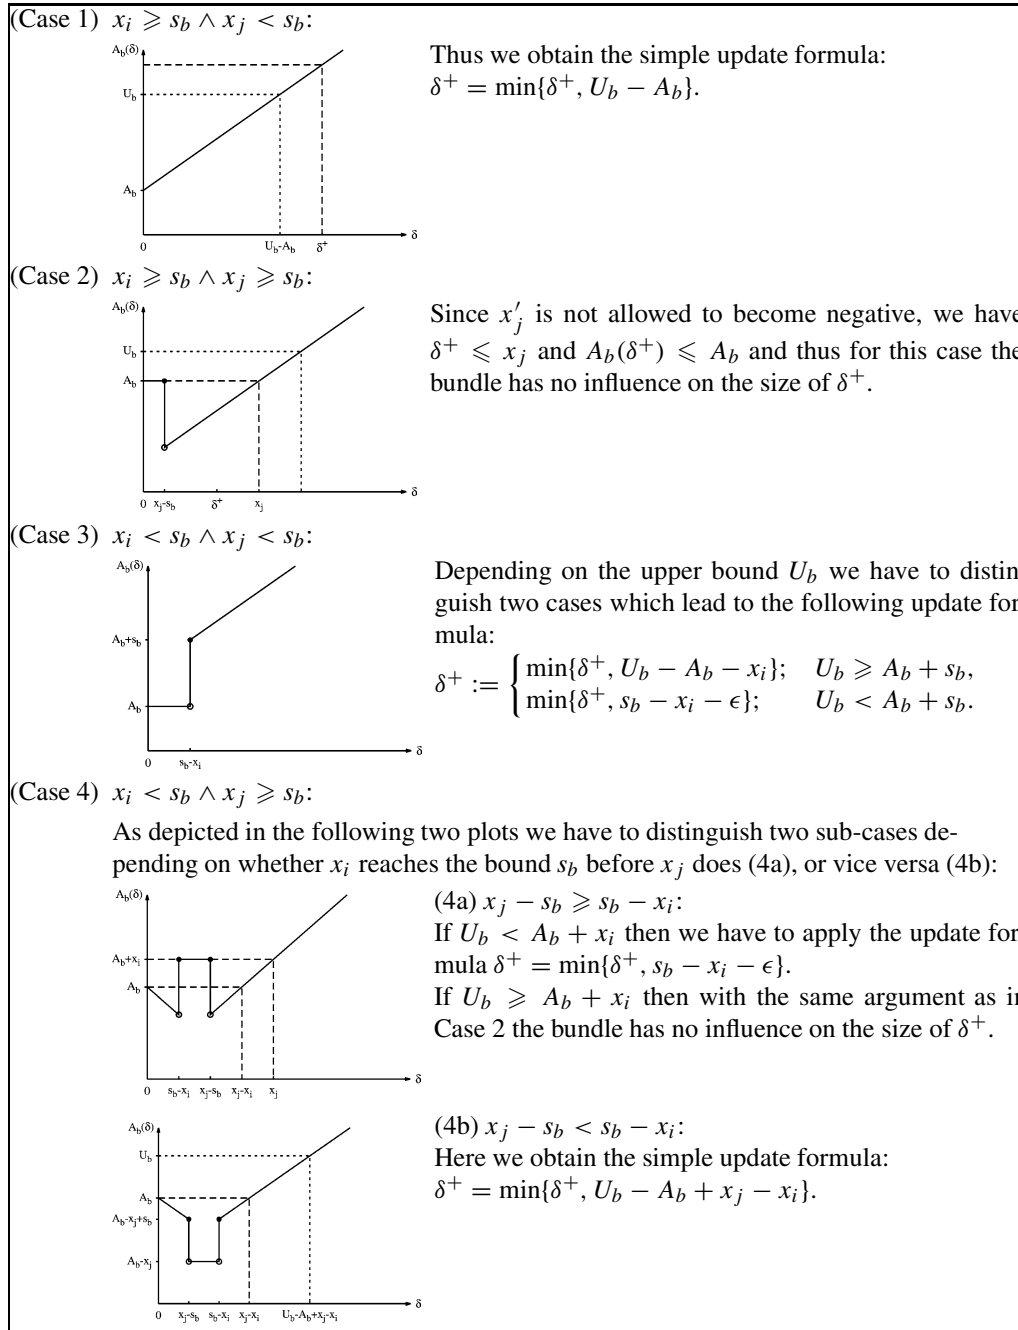 (Case 1) x_i ⩾ s_b ∧ x_j < s_b:
A_b(δ)
U_b
A_b
0 U_b-A_b δ^+ δ
Thus we obtain the simple update formula:
δ^+ = min{δ^+, U_b − A_b}.
(Case 2) x_i ⩾ s_b ∧ x_j ⩾ s_b:
A_b(δ)
U_b
A_b
0 x_j-s_b δ^+ x_j δ
Since x′_j is not allowed to become negative, we have
δ^+ ⩽ x_j and A_b(δ^+) ⩽ A_b and thus for this case the
bundle has no influence on the size of δ^+.
(Case 3) x_i < s_b ∧ x_j < s_b:
A_b(δ)
A_b+s_b
A_b
0 s_b-x_i δ
Depending on the upper bound U_b we have to distin
guish two cases which lead to the following update for
mula:
δ^+ := { min{δ^+, U_b − A_b − x_i}; U_b ⩾ A_b + s_b,
min{δ^+, s_b − x_i − ϵ}; U_b < A_b + s_b.
(Case 4) x_i < s_b ∧ x_j ⩾ s_b:
As depicted in the following two plots we have to distinguish two sub-cases de-
pending on whether x_i reaches the bound s_b before x_j does (4a), or vice versa (4b):
A_b(δ)
A_b+x_i
A_b
0 s_b-x_i x_j-s_b x_j-x_i x_j δ
(4a) x_j − s_b ⩾ s_b − x_i:
If U_b < A_b + x_i then we have to apply the update for
mula δ^+ = min{δ^+, s_b − x_i − ϵ}.
If U_b ⩾ A_b + x_i then with the same argument as in
Case 2 the bundle has no influence on the size of δ^+.
A_b(δ)
U_b
A_b
A_b-x_j+s_b
A_b-x_j
0 x_j-s_b s_b-x_i x_j-x_i U_b-A_b+x_j-x_i δ
(4b) x_j − s_b < s_b − x_i:
Here we obtain the simple update formula:
δ^+ = min{δ^+, U_b − A_b + x_j − x_i}.